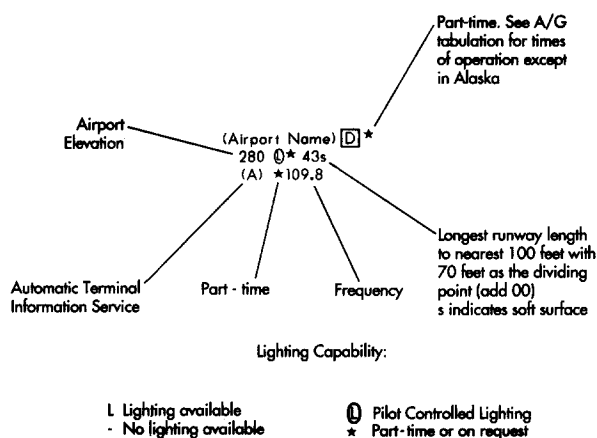 Part-time. See A/G
tabulation for times
of operation except
in Alaska
Airport
Elevation
(Airport Name) D ★
280 Ⓛ★ 43s
(A) ★109.8
Longest runway length
to nearest 100 feet with
70 feet as the dividing
point (add 00)
s indicates soft surface
Automatic Terminal
Information Service
Part - time
Frequency
Lighting Capability:
L Lighting available
- No lighting available
Ⓛ Pilot Controlled Lighting
★ Part-time or on request